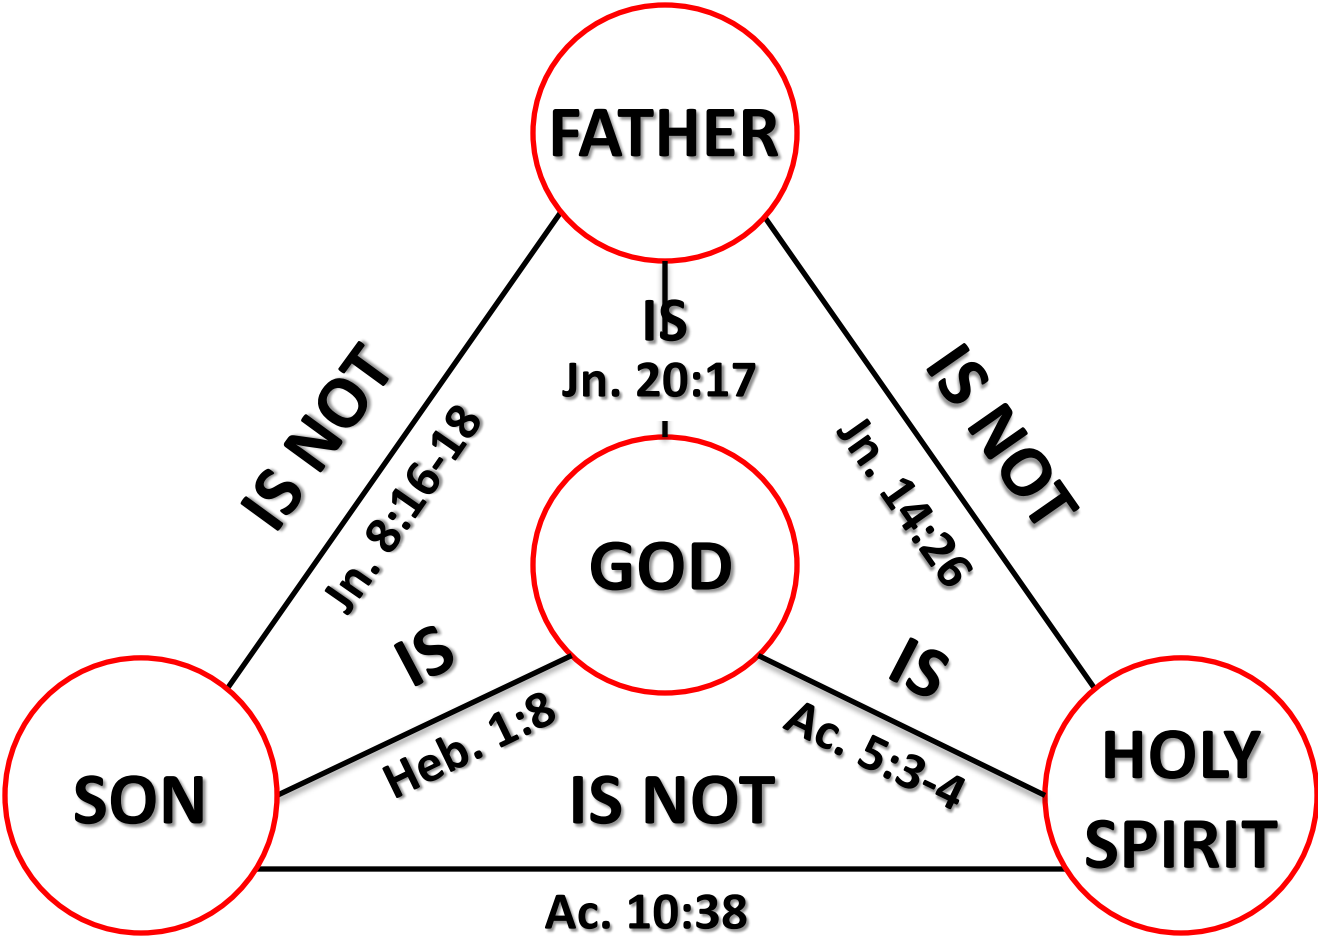 FATHER
IS
Jn. 20:17
IS NOT
Jn. 8:16-18
IS NOT
Jn. 14:26
GOD
IS
Heb. 1:8
IS
Ac. 5:3-4
SON
IS NOT
HOLY
SPIRIT
Ac. 10:38